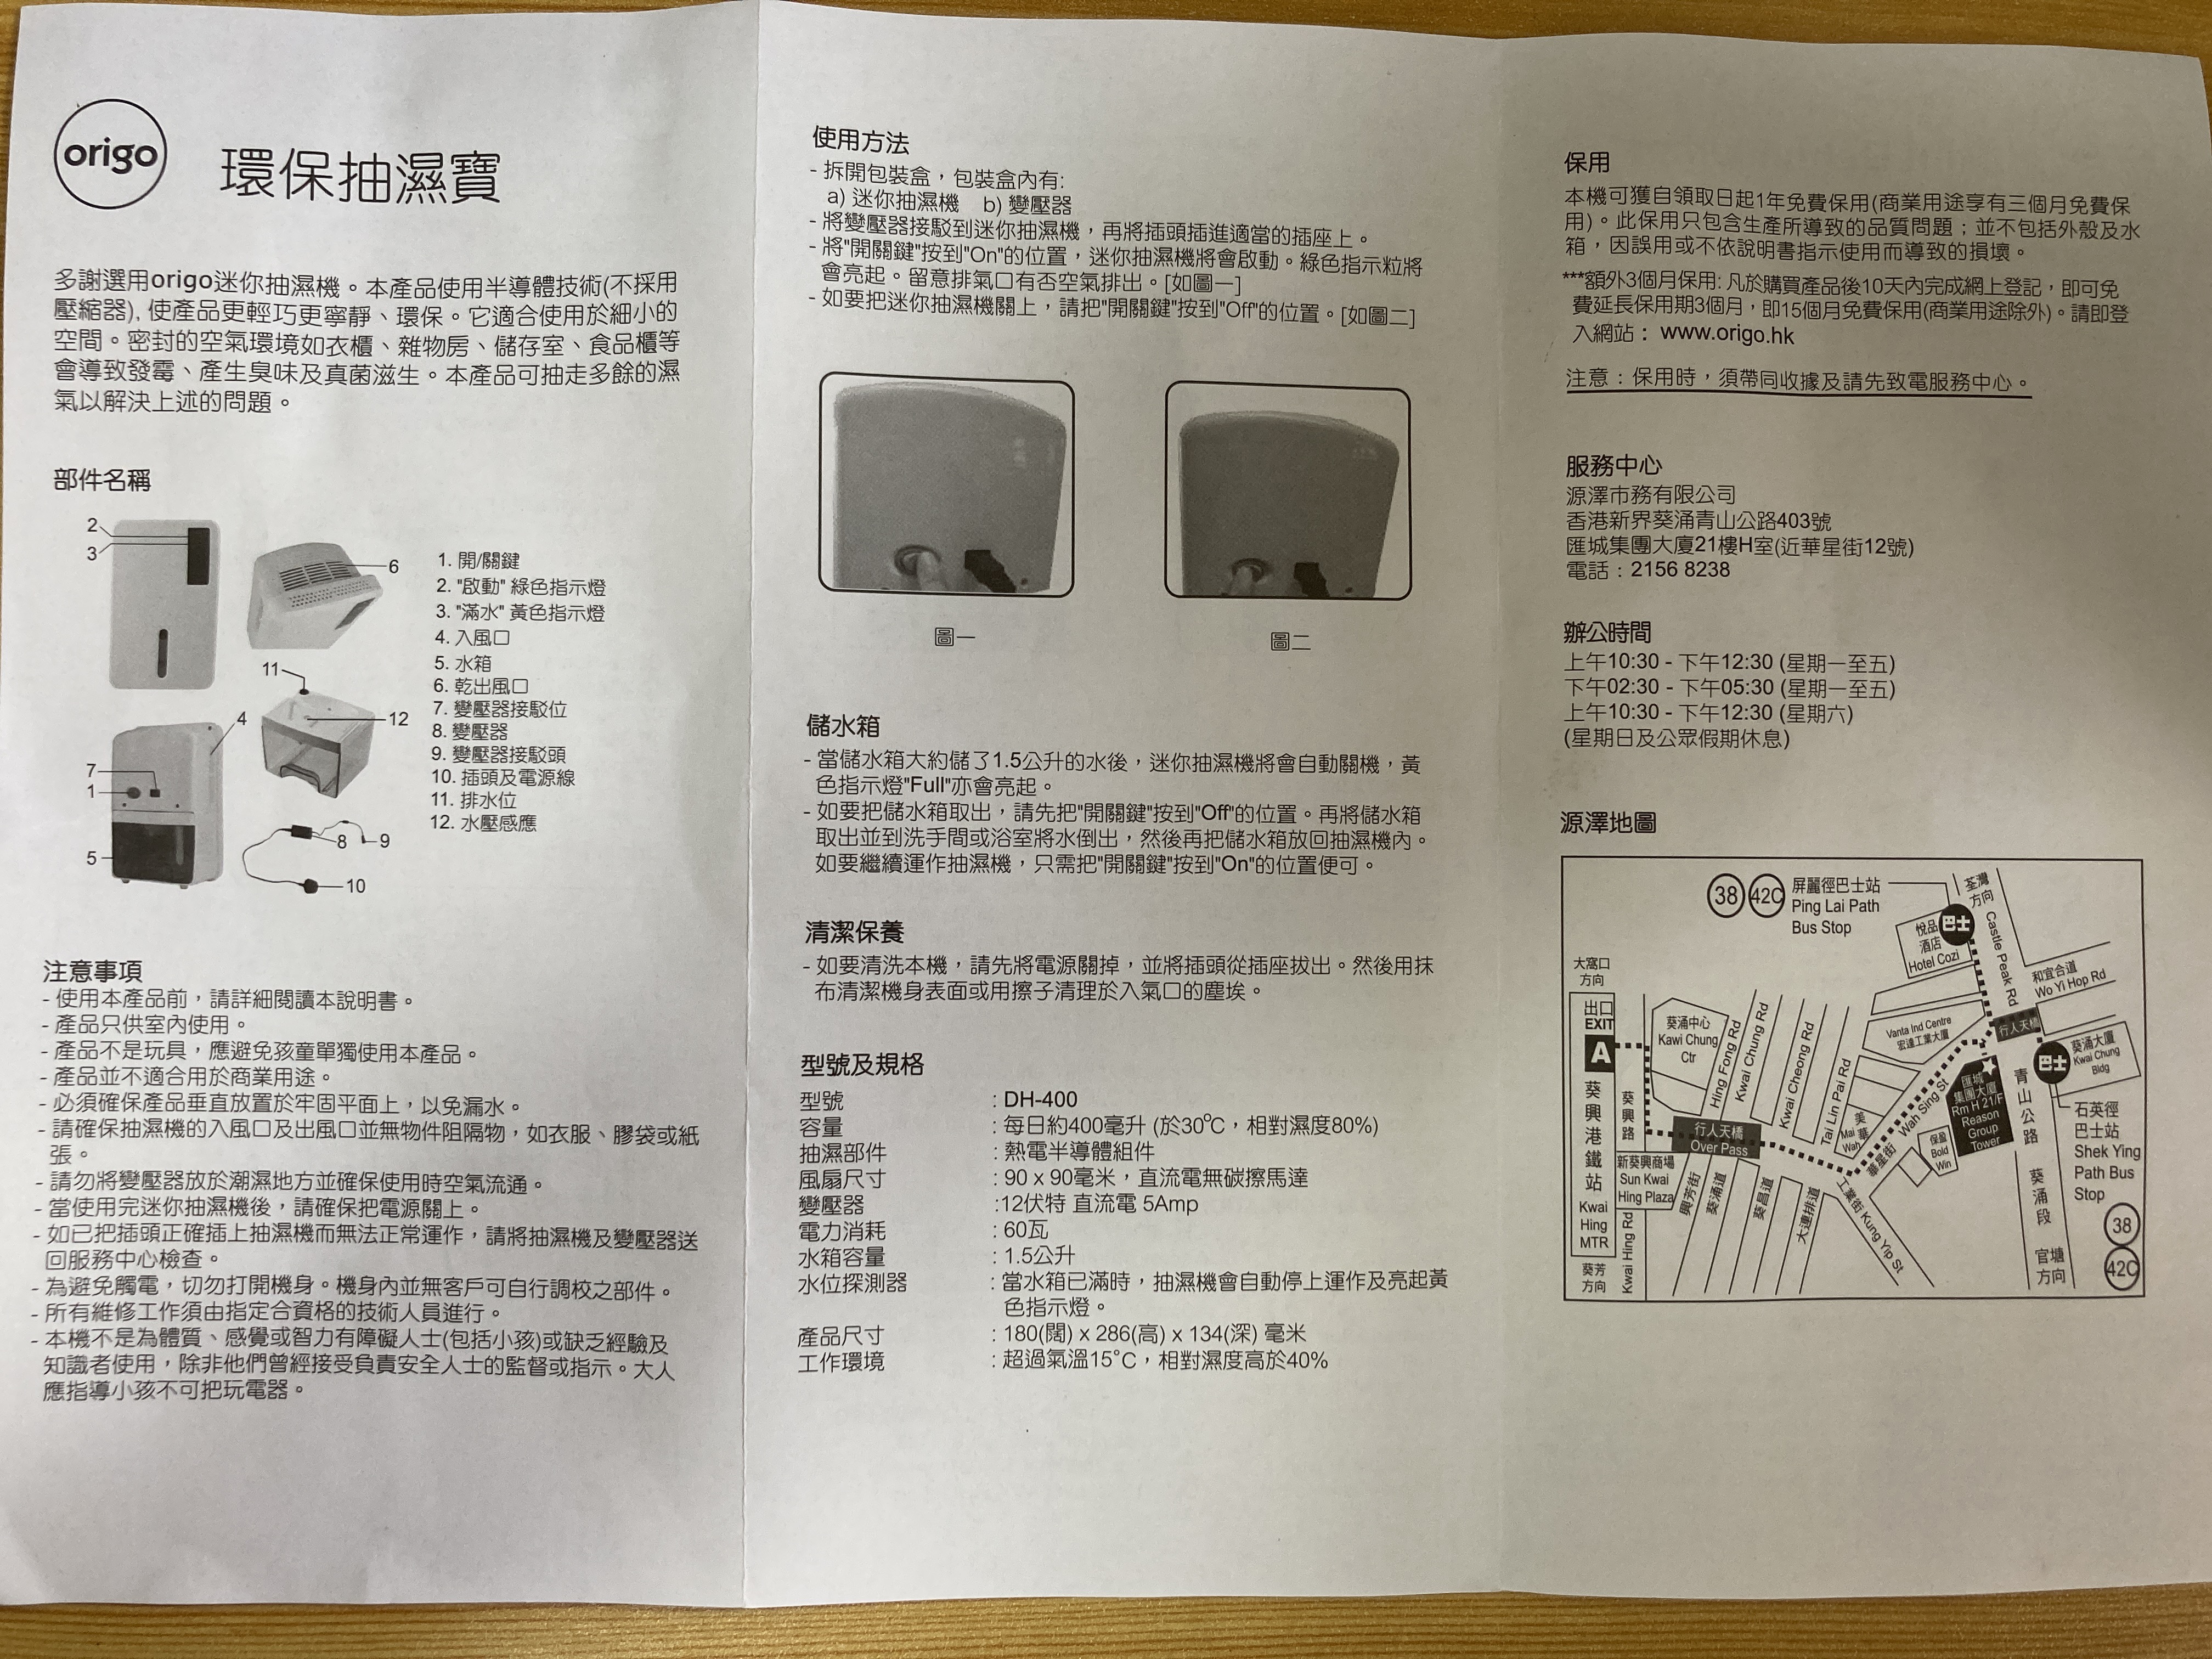 origo
環保抽濕寶
多謝選用origo迷你抽濕機。本產品使用半導體技術(不採用
壓縮器), 使產品更輕巧更寧靜、環保。它適合使用於細小的
空間。密封的空氣環境如衣櫃、雜物房、儲存室、食品櫃等
會導致發霉、產生臭味及真菌滋生。本產品可抽走多餘的濕
氣以解決上述的問題。
部件名稱
2
3
6
11
12
4
7
1
5
8
9
10
1. 開/關鍵
2. "啟動" 綠色指示燈
3. "滿水" 黃色指示燈
4. 入風口
5. 水箱
6. 乾出風口
7. 變壓器接駁位
8. 變壓器
9. 變壓器接駁頭
10. 插頭及電源線
11. 排水位
12. 水壓感應
注意事項
- 使用本產品前，請詳細閱讀本說明書。
- 產品只供室內使用。
- 產品不是玩具，應避免孩童單獨使用本產品。
- 產品並不適合用於商業用途。
- 必須確保產品垂直放置於牢固平面上，以免漏水。
- 請確保抽濕機的入風口及出風口並無物件阻隔物，如衣服、膠袋或紙
張。
- 請勿將變壓器放於潮濕地方並確保使用時空氣流通。
- 當使用完迷你抽濕機後，請確保把電源關上。
- 如已把插頭正確插上抽濕機而無法正常運作，請將抽濕機及變壓器送
回服務中心檢查。
- 為避免觸電，切勿打開機身。機身內並無客戶可自行調校之部件。
- 所有維修工作須由指定合資格的技術人員進行。
- 本機不是為體質、感覺或智力有障礙人士(包括小孩)或缺乏經驗及
知識者使用，除非他們曾經接受負責安全人士的監督或指示。大人
應指導小孩不可把玩電器。
使用方法
- 拆開包裝盒，包裝盒內有:
a) 迷你抽濕機 b) 變壓器
- 將變壓器接駁到迷你抽濕機，再將插頭插進適當的插座上。
- 將"開關鍵"按到"On"的位置，迷你抽濕機將會啟動。綠色指示粒將
會亮起。留意排氣口有否空氣排出。[如圖一]
- 如要把迷你抽濕機關上，請把"開關鍵"按到"Off"的位置。[如圖二]
圖一
圖二
儲水箱
- 當儲水箱大約儲了1.5公升的水後，迷你抽濕機將會自動關機，黃
色指示燈"Full"亦會亮起。
- 如要把儲水箱取出，請先把"開關鍵"按到"Off"的位置。再將儲水箱
取出並到洗手間或浴室將水倒出，然後再把儲水箱放回抽濕機內。
如要繼續運作抽濕機，只需把"開關鍵"按到"On"的位置便可。
清潔保養
- 如要清洗本機，請先將電源關掉，並將插頭從插座拔出。然後用抹
布清潔機身表面或用擦子清理於入氣口的塵埃。
型號及規格
型號 : DH-400
容量 : 每日約400毫升 (於30°C，相對濕度80%)
抽濕部件 : 熱電半導體組件
風扇尺寸 : 90 x 90毫米，直流電無碳擦馬達
變壓器 :12伏特 直流電 5Amp
電力消耗 : 60瓦
水箱容量 : 1.5公升
水位探測器 : 當水箱已滿時，抽濕機會自動停上運作及亮起黃
色指示燈。
產品尺寸 : 180(闊) x 286(高) x 134(深) 毫米
工作環境 : 超過氣溫15°C，相對濕度高於40%
保用
本機可獲自領取日起1年免費保用(商業用途享有三個月免費保
用)。此保用只包含生產所導致的品質問題；並不包括外殼及水
箱，因誤用或不依說明書指示使用而導致的損壞。
***額外3個月保用: 凡於購買產品後10天內完成網上登記，即可免
費延長保用期3個月，即15個月免費保用(商業用途除外)。請即登
入網站： www.origo.hk
注意：保用時，須帶同收據及請先致電服務中心。
服務中心
源澤市務有限公司
香港新界葵涌青山公路403號
匯城集團大廈21樓H室(近華星街12號)
電話：2156 8238
辦公時間
上午10:30 - 下午12:30 (星期一至五)
下午02:30 - 下午05:30 (星期一至五)
上午10:30 - 下午12:30 (星期六)
(星期日及公眾假期休息)
源澤地圖
38 42C
屏麗徑巴士站
Ping Lai Path
Bus Stop
荃灣
方向
巴士
悅品
酒店
Hotel Cozi
Castle Peak Rd
和宜合道
Wo Yi Hop Rd
大窩口
方向
出口
EXIT
A
葵興港鐵站
Kwai
Hing
MTR
葵芳
方向
葵興路
Kwai Hing Rd
葵涌中心
Kawi Chung
Ctr
Hing Fong Rd
Kwai Chung Rd
Kwai Cheong Rd
Tai Lin Pai Rd
Vanta Ind Centre
宏達工業大廈
行人天橋
行人天橋
Over Pass
新葵興商場
Sun Kwai
Hing Plaza
興芳街
葵涌道
葵昌道
大連排道
工業街 Kung Yip St
華星街 Wah Sing St
美華
Mai
Wah
保盈
Bold
Win
匯城
集團大廈
Rm H 21/F
Reason
Group
Tower
青山公路
葵涌段
官塘
方向
巴士
葵涌大廈
Kwai Chung
Bldg
石英徑
巴士站
Shek Ying
Path Bus
Stop
38
42C